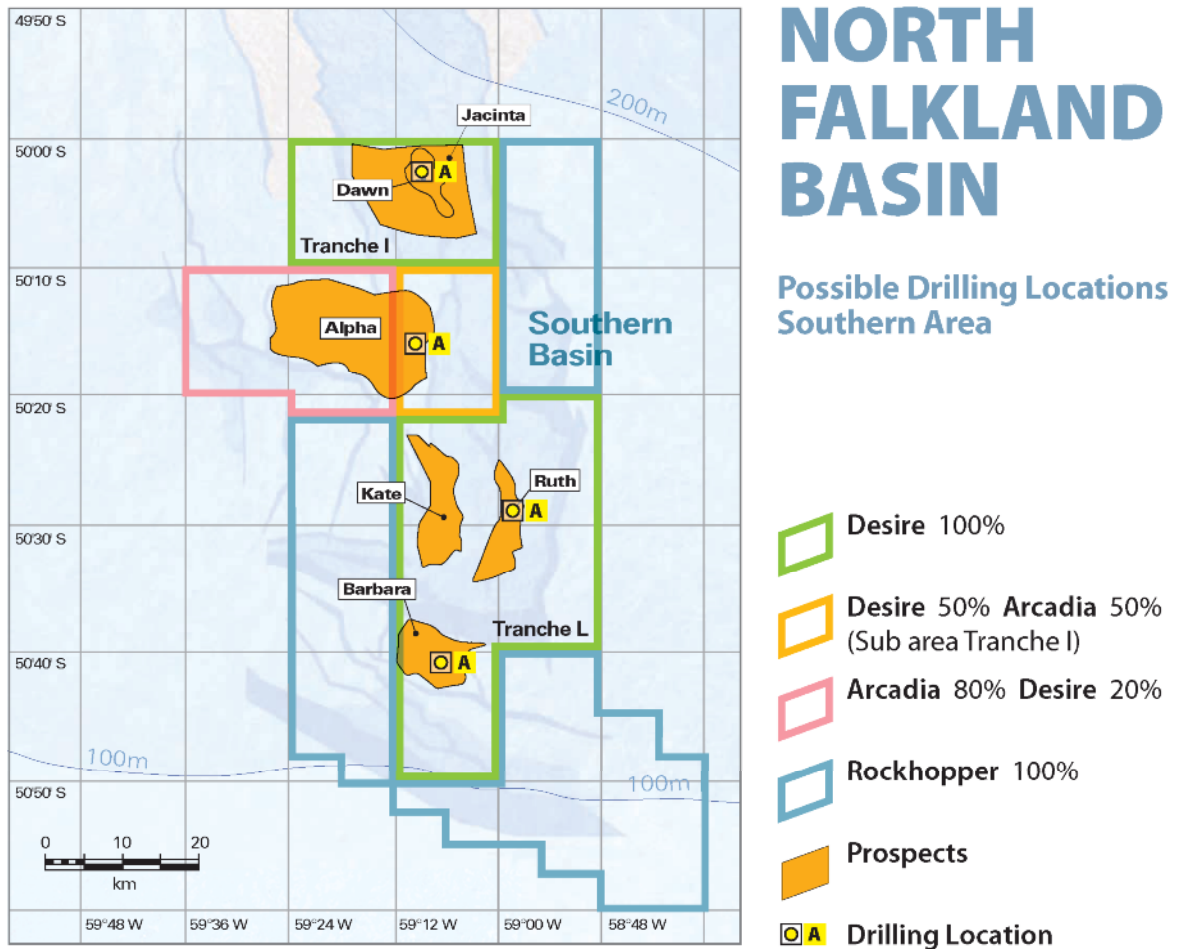 NORTH
FALKLAND
BASIN
Possible Drilling Locations
Southern Area
49°50' S
200m
Jacinta
50°00' S
A
Dawn
Tranche I
50°10' S
Southern
Basin
Alpha
A
50°20' S
Ruth
Kate
A
50°30' S
Barbara
Tranche L
50°40' S
A
100m
100m
50°50' S
0 10 20
km
59°48 W 59°36 W 59°24 W 59°12 W 59°00 W 58°48 W
Desire 100%
Desire 50% Arcadia 50%
(Sub area Tranche I)
Arcadia 80% Desire 20%
Rockhopper 100%
Prospects
A Drilling Location